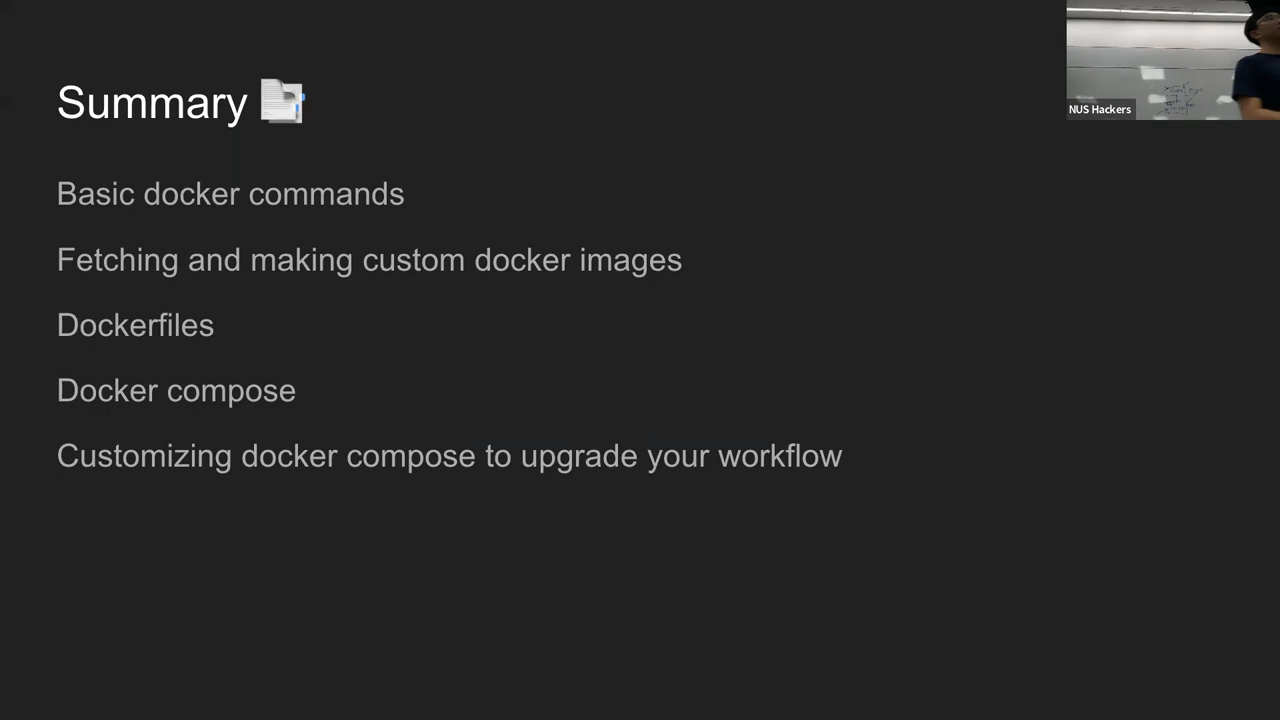 Summary
NUS Hackers
Basic docker commands
Fetching and making custom docker images
Dockerfiles
Docker compose
Customizing docker compose to upgrade your workflow